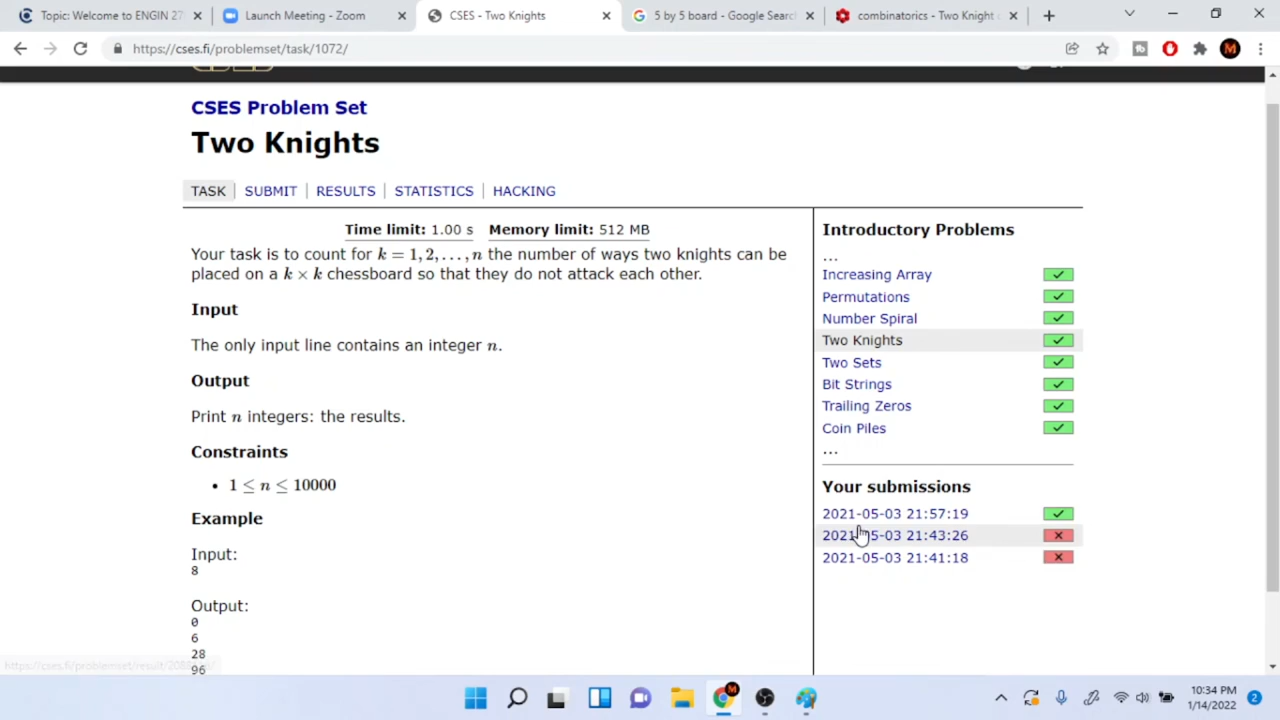 Topic: Welcome to ENGIN 27
Launch Meeting - Zoom
CSES - Two Knights
5 by 5 board - Google Search
combinatorics - Two Knight
https://cses.fi/problemset/task/1072/
M
CSES Problem Set
Two Knights
TASK
SUBMIT
RESULTS
STATISTICS
HACKING
Time limit: 1.00 s Memory limit: 512 MB
Your task is to count for k = 1, 2, . . . , n the number of ways two knights can be
placed on a k × k chessboard so that they do not attack each other.
Input
The only input line contains an integer n.
Output
Print n integers: the results.
Constraints
• 1 ≤ n ≤ 10000
Example
Input:
8
Output:
0
6
28
96
Introductory Problems
...
Increasing Array
Permutations
Number Spiral
Two Knights
Two Sets
Bit Strings
Trailing Zeros
Coin Piles
...
Your submissions
2021-05-03 21:57:19
2021-05-03 21:43:26
2021-05-03 21:41:18
M
10:34 PM
1/14/2022
2